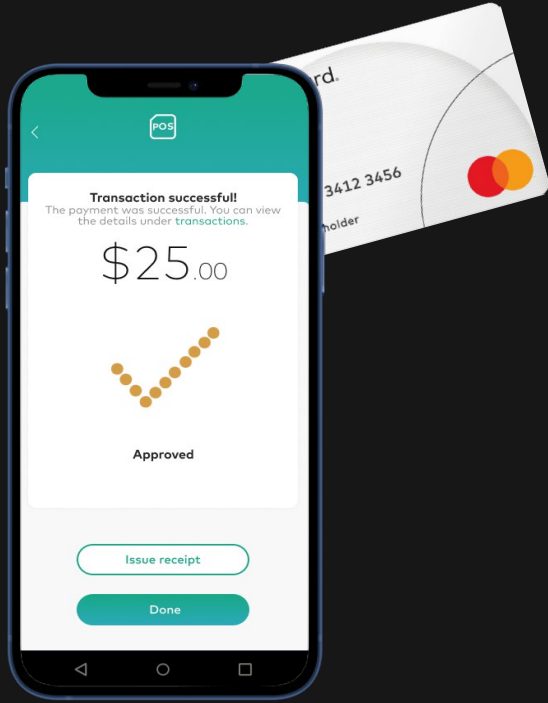 POS
Transaction successful!
The payment was successful. You can view
the details under transactions.
$25.00
Approved
Issue receipt
Done
rd.
3412 3456
holder